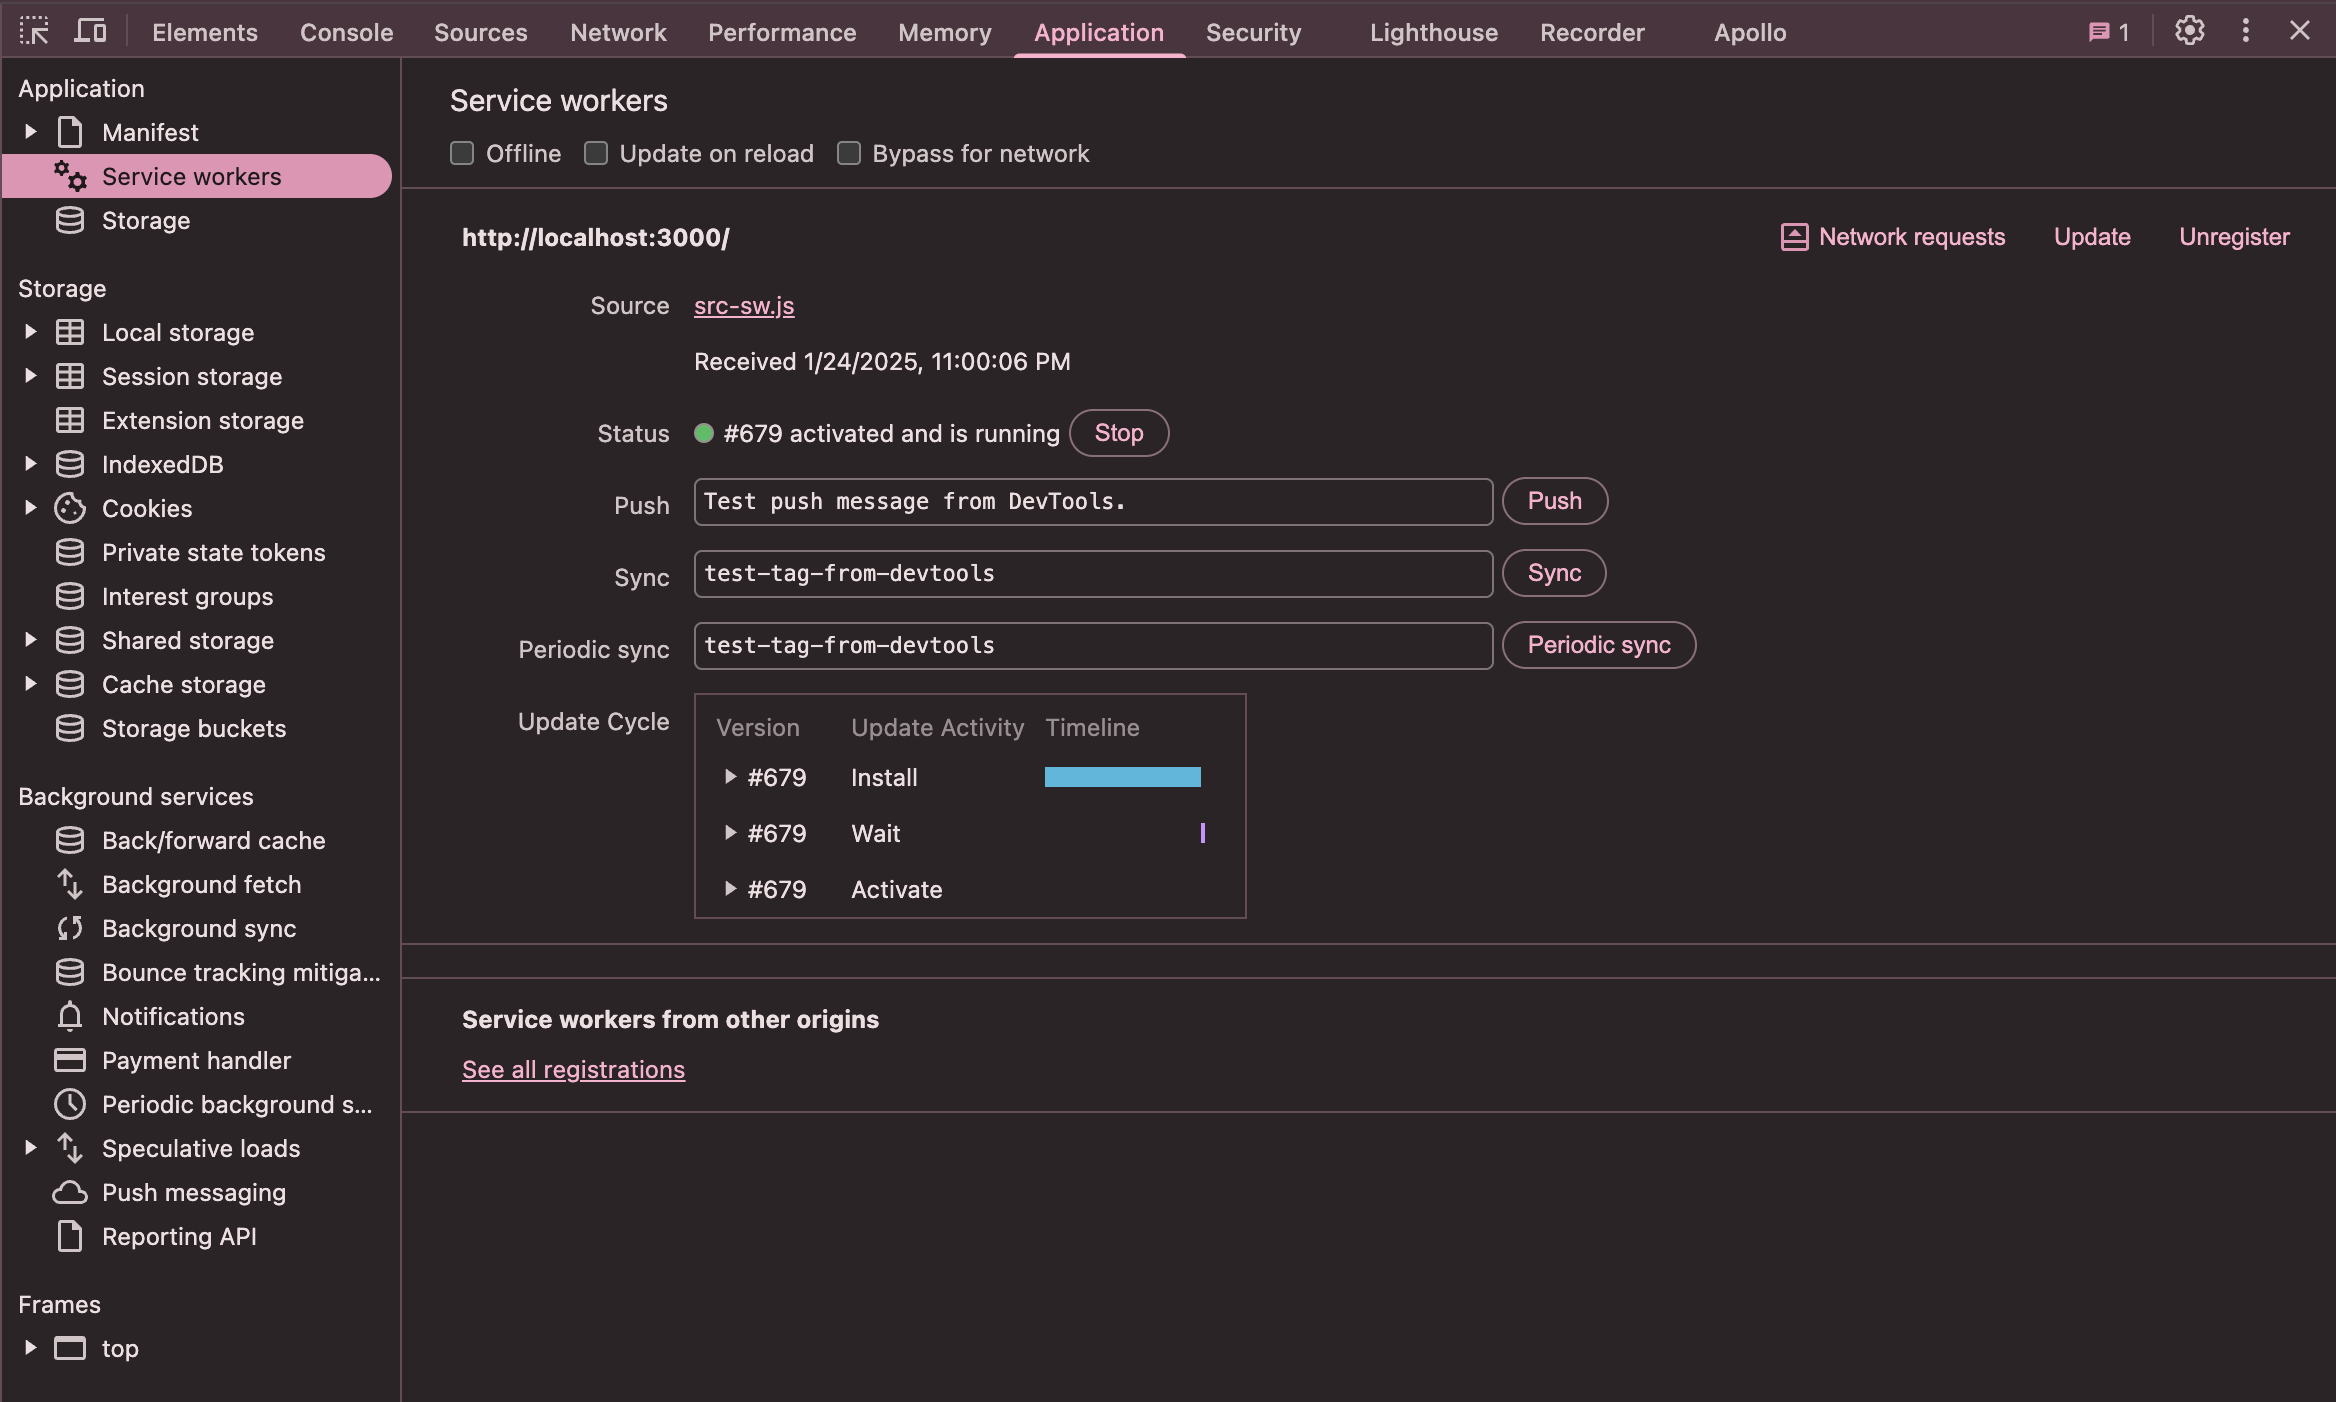 Elements Console Sources Network Performance Memory Application Security Lighthouse Recorder Apollo 1
Application
Manifest
Service workers
Storage
Storage
Local storage
Session storage
Extension storage
IndexedDB
Cookies
Private state tokens
Interest groups
Shared storage
Cache storage
Storage buckets
Background services
Back/forward cache
Background fetch
Background sync
Bounce tracking mitiga...
Notifications
Payment handler
Periodic background s...
Speculative loads
Push messaging
Reporting API
Frames
top
Service workers
Offline Update on reload Bypass for network
http://localhost:3000/ Network requests Update Unregister
Source src-sw.js
Received 1/24/2025, 11:00:06 PM
Status #679 activated and is running Stop
Push Test push message from DevTools. Push
Sync test-tag-from-devtools Sync
Periodic sync test-tag-from-devtools Periodic sync
Update Cycle Version Update Activity Timeline
#679 Install
#679 Wait
#679 Activate
Service workers from other origins
See all registrations